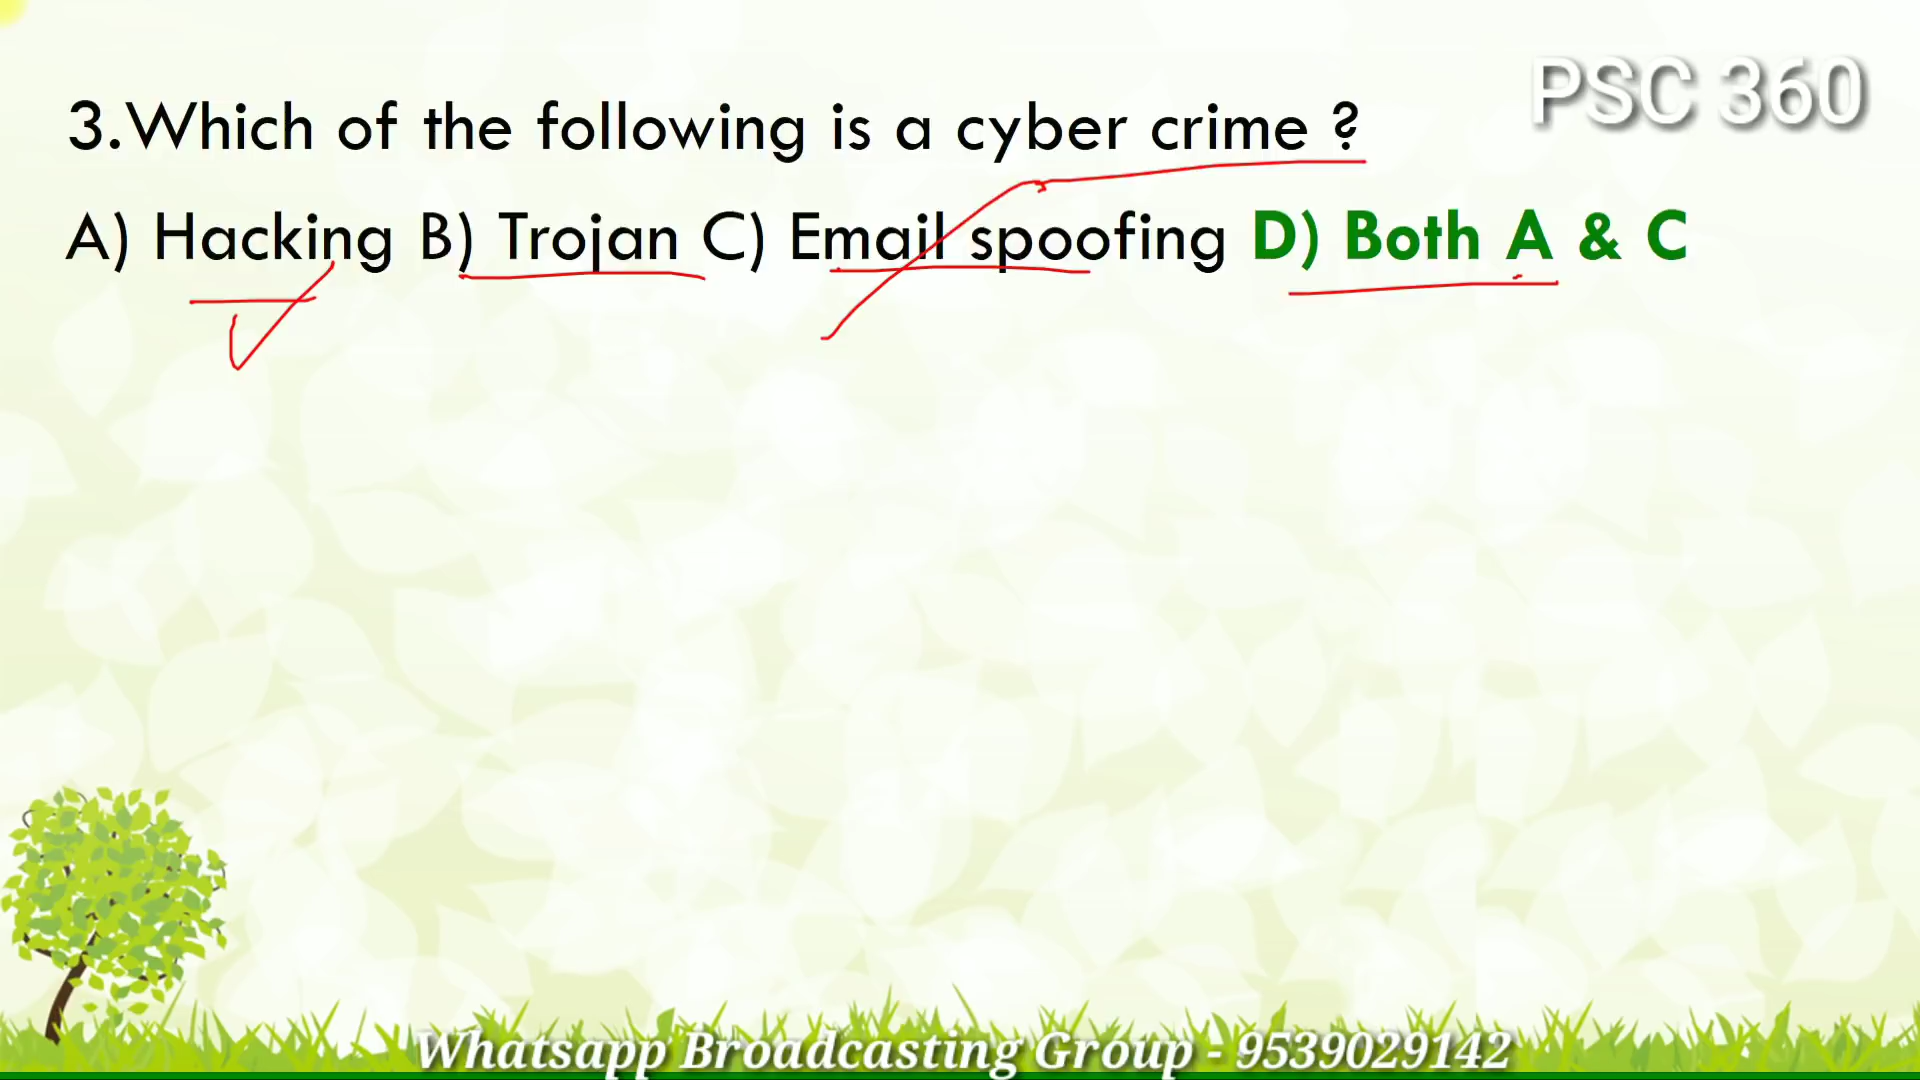 PSC 360
3.Which of the following is a cyber crime ?
A) Hacking B) Trojan C) Email spoofing D) Both A & C
Whatsapp Broadcasting Group - 9539029142